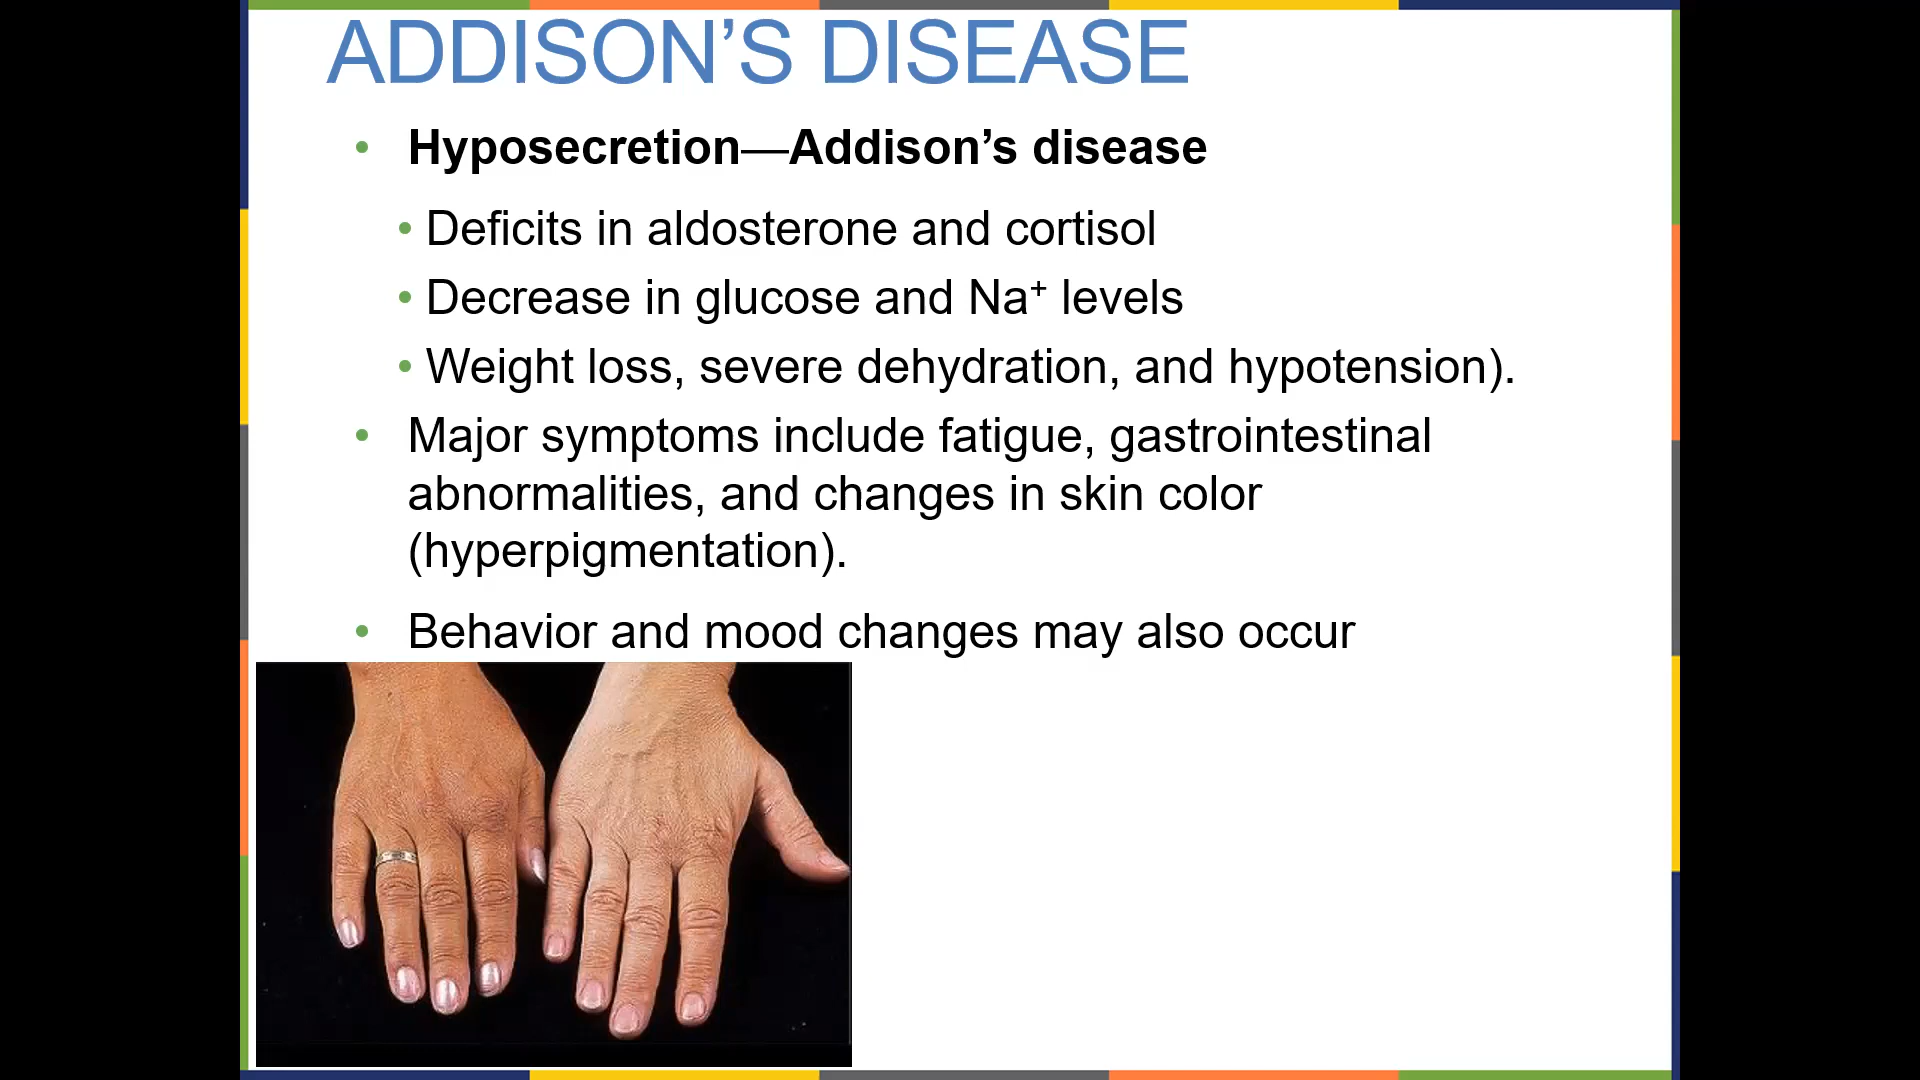 ADDISON’S DISEASE
• Hyposecretion—Addison’s disease
• Deficits in aldosterone and cortisol
• Decrease in glucose and Na⁺ levels
• Weight loss, severe dehydration, and hypotension).
• Major symptoms include fatigue, gastrointestinal
abnormalities, and changes in skin color
(hyperpigmentation).
• Behavior and mood changes may also occur